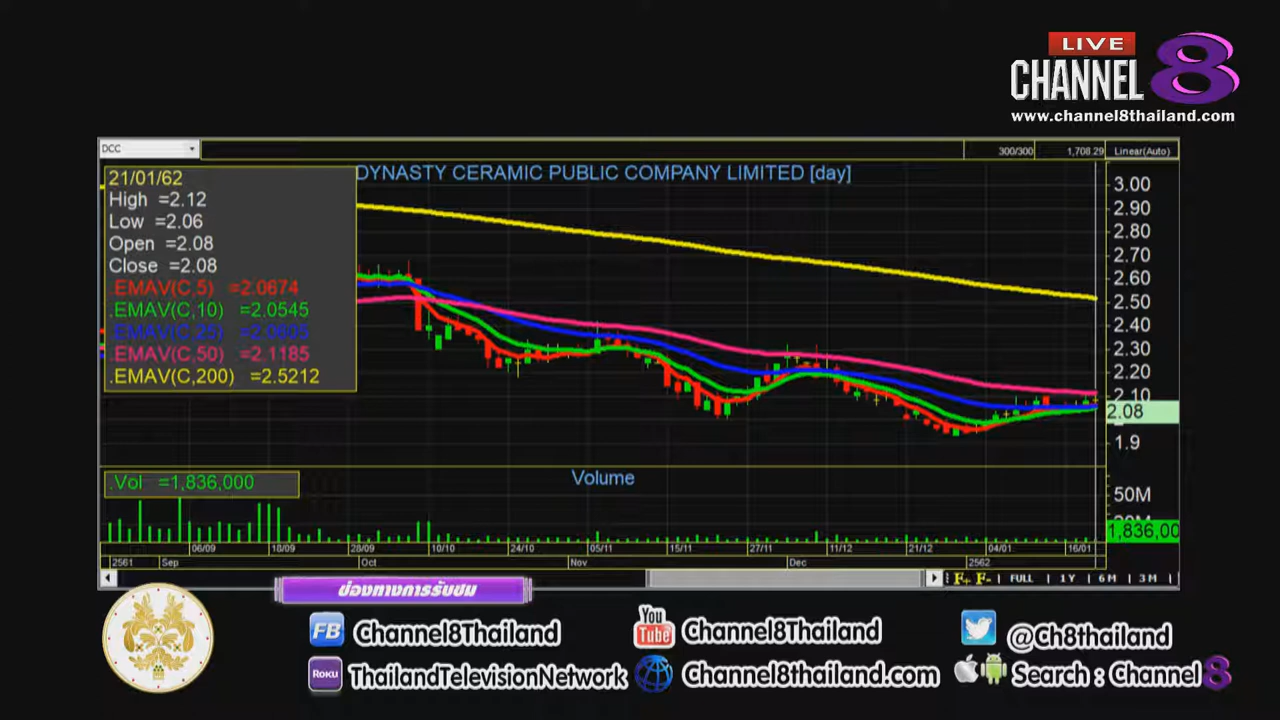 LIVE
CHANNEL 8
www.channel8thailand.com
DCC
300/300
1,708.29
Linear(Auto)
DYNASTY CERAMIC PUBLIC COMPANY LIMITED [day]
21/01/62
High =2.12
Low =2.06
Open =2.08
Close =2.08
.EMAV(C,5) =2.0674
.EMAV(C,10) =2.0545
.EMAV(C,25) =2.0605
.EMAV(C,50) =2.1185
.EMAV(C,200) =2.5212
3.00
2.90
2.80
2.70
2.60
2.50
2.40
2.30
2.20
2.10
2.08
1.9
.Vol =1,836,000
Volume
50M
1,836,00
06/09 18/09 28/09 10/10 24/10 05/11 15/11 27/11 11/12 21/12 04/01 16/01
2561 Sep Oct Nov Dec 2562
F+ F- FULL 1Y 6M 3M
ช่องทางการรับชม
FB Channel8Thailand
You Tube Channel8Thailand
@Ch8thailand
ROKU ThailandTelevisionNetwork
Channel8thailand.com
Search : Channel 8